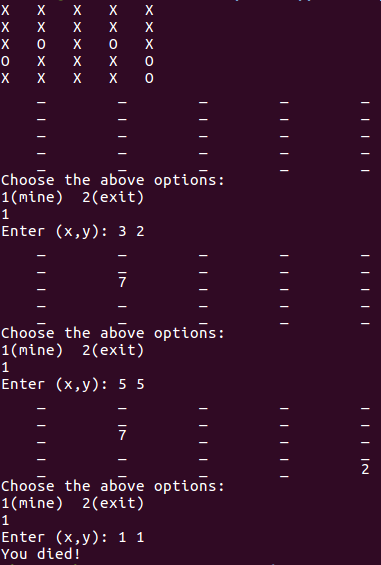 X X X X X
X X X X X
X O X O X
O X X X O
X X X X O
_ _ _ _ _
_ _ _ _ _
_ _ _ _ _
_ _ _ _ _
_ _ _ _ _
Choose the above options:
1(mine)  2(exit)
1
Enter (x,y): 3 2
_ _ _ _ _
_ _ _ _ _
_ 7 _ _ _
_ _ _ _ _
_ _ _ _ _
Choose the above options:
1(mine)  2(exit)
1
Enter (x,y): 5 5
_ _ _ _ _
_ _ _ _ _
_ 7 _ _ _
_ _ _ _ _
_ _ _ _ 2
Choose the above options:
1(mine)  2(exit)
1
Enter (x,y): 1 1
You died!